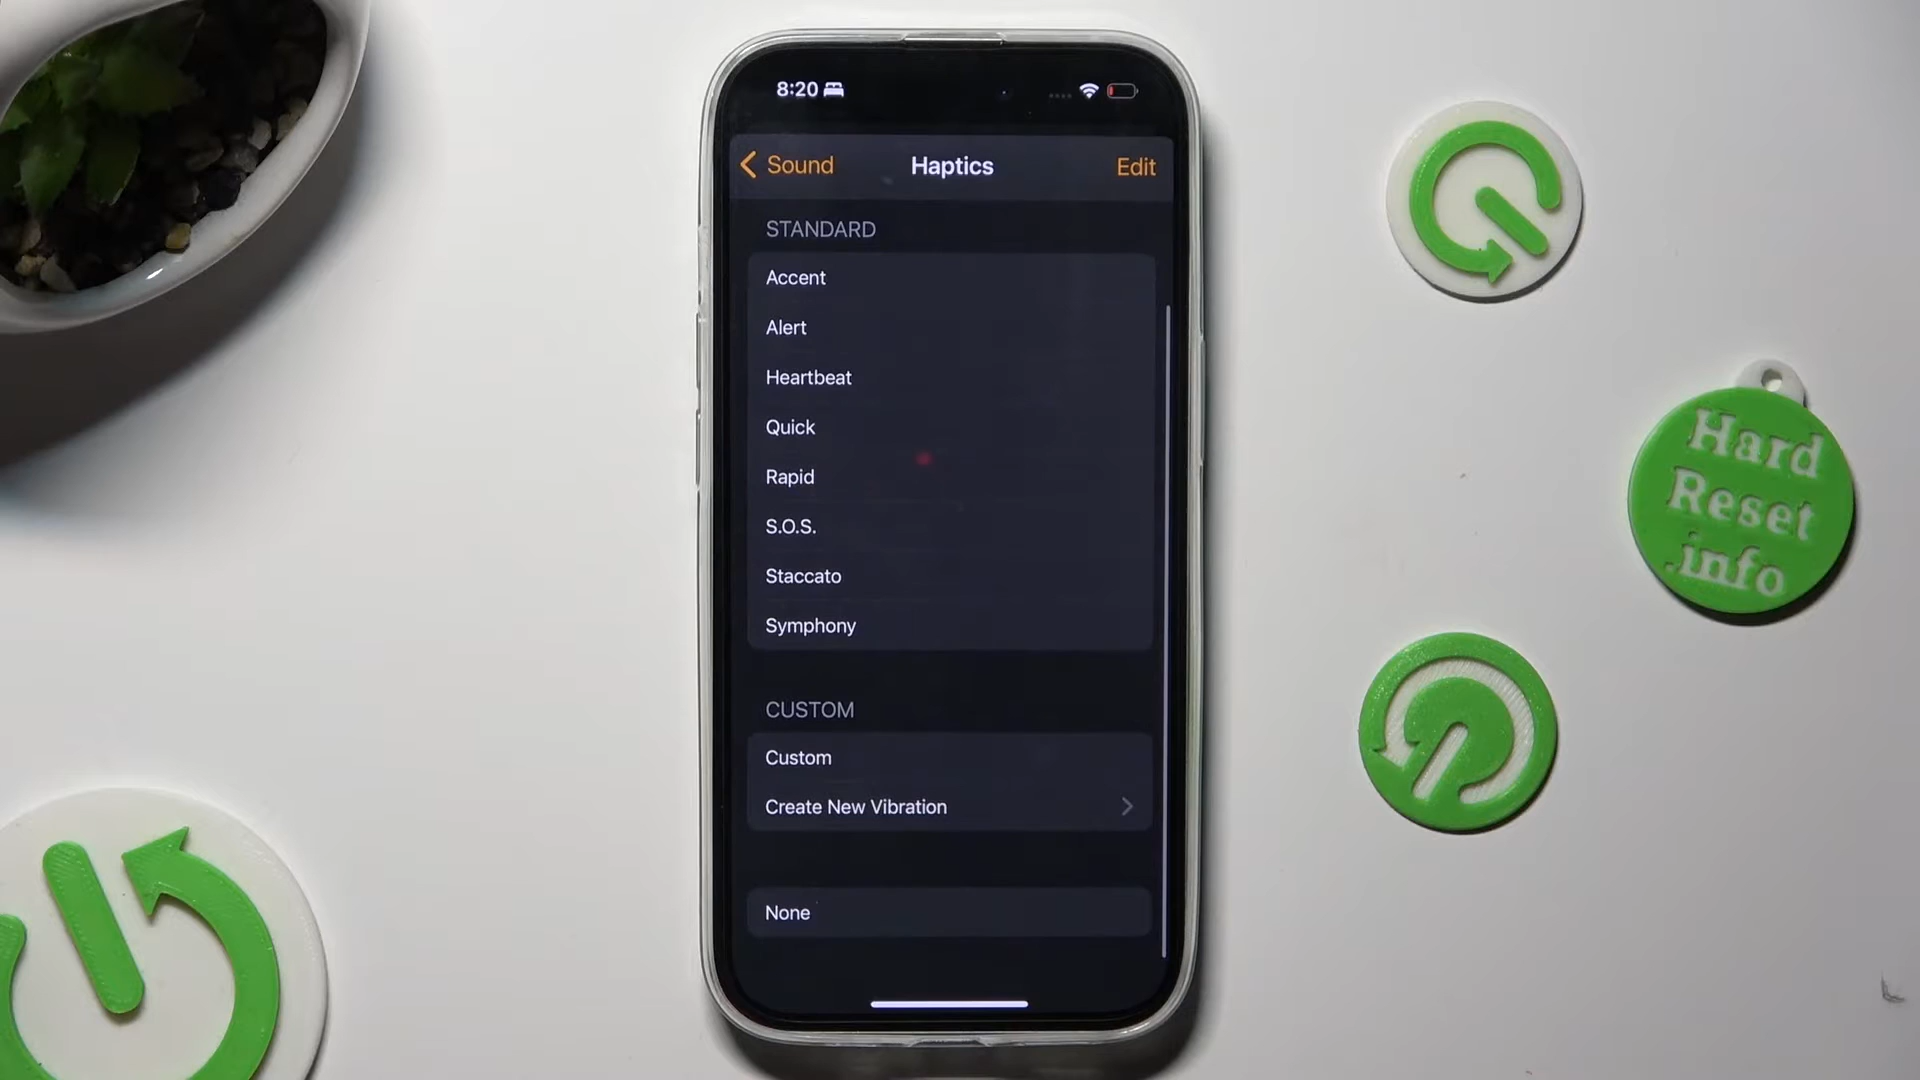 8:20
Sound
Haptics
Edit
STANDARD
Accent
Alert
Heartbeat
Quick
Rapid
S.O.S.
Staccato
Symphony
CUSTOM
Custom
Create New Vibration
None
Hard
Reset
.info